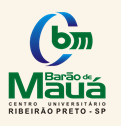 bm
Barão de
Mauá
CENTRO UNIVERSITÁRIO
RIBEIRÃO PRETO - SP